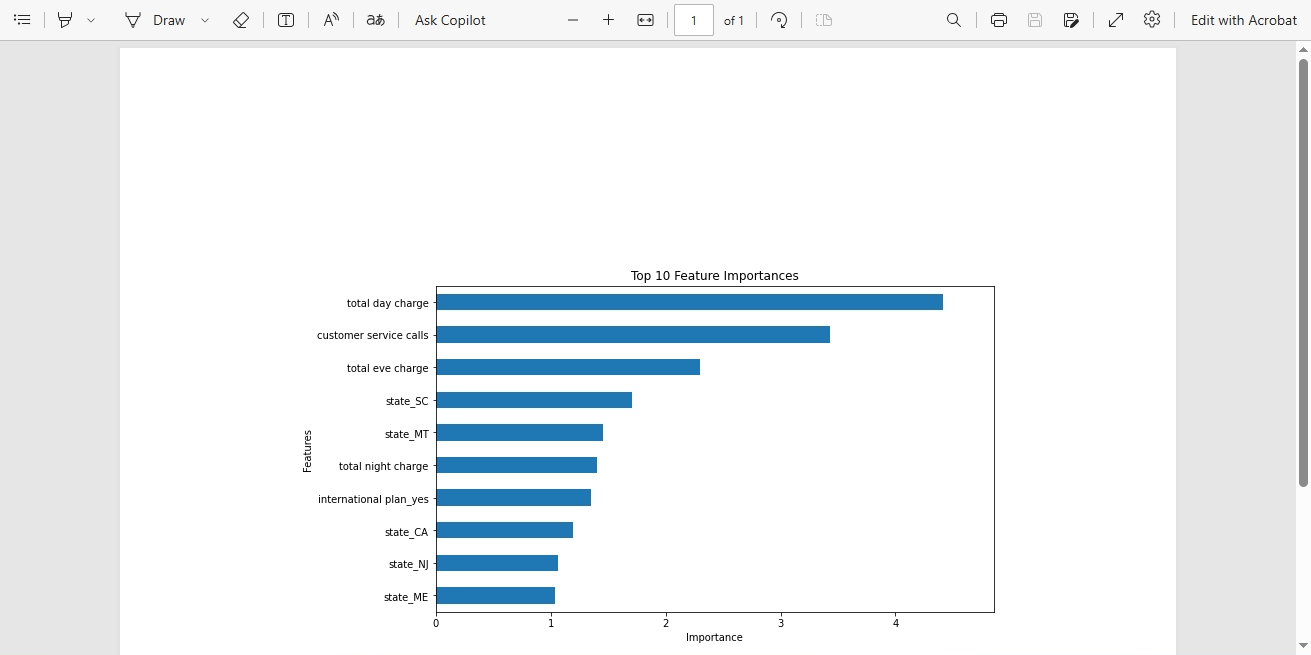 Draw
aあ
Ask Copilot
1 of 1
Edit with Acrobat
Top 10 Feature Importances
Features
total day charge
customer service calls
total eve charge
state_SC
state_MT
total night charge
international plan_yes
state_CA
state_NJ
state_ME
0 1 2 3 4
Importance